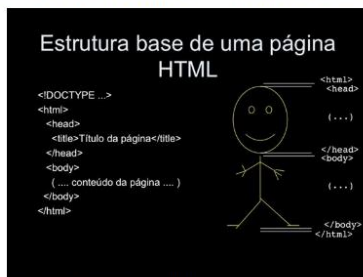 Estrutura base de uma página
HTML
<!DOCTYPE ...>
<html>
<head>
<title>Título da página</title>
</head>
<body>
( .... conteúdo da página .... )
</body>
</html>
<html>
<head>
(...)
</head>
<body>
(...)
</body>
</html>